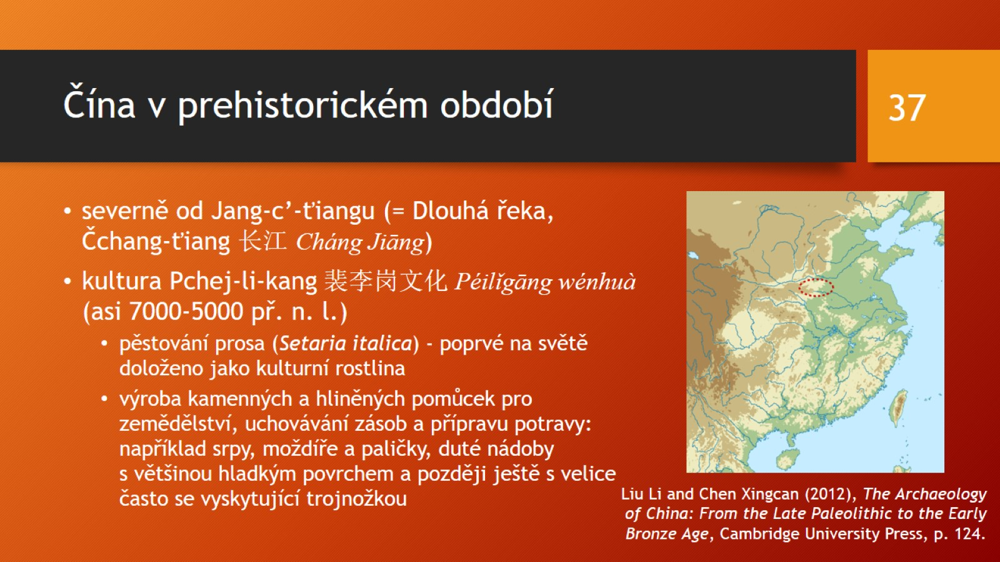 Čína v prehistorickém období
37
• severně od Jang-c’-ťiangu (= Dlouhá řeka,
Čchang-ťiang 长江 Cháng Jiāng)
• kultura Pchej-li-kang 裴李岗文化 Péilǐgāng wénhuà
(asi 7000-5000 př. n. l.)
• pěstování prosa (Setaria italica) - poprvé na světě
doloženo jako kulturní rostlina
• výroba kamenných a hliněných pomůcek pro
zemědělství, uchovávání zásob a přípravu potravy:
například srpy, moždíře a paličky, duté nádoby
s většinou hladkým povrchem a později ještě s velice
často se vyskytující trojnožkou
Liu Li and Chen Xingcan (2012), The Archaeology
of China: From the Late Paleolithic to the Early
Bronze Age, Cambridge University Press, p. 124.